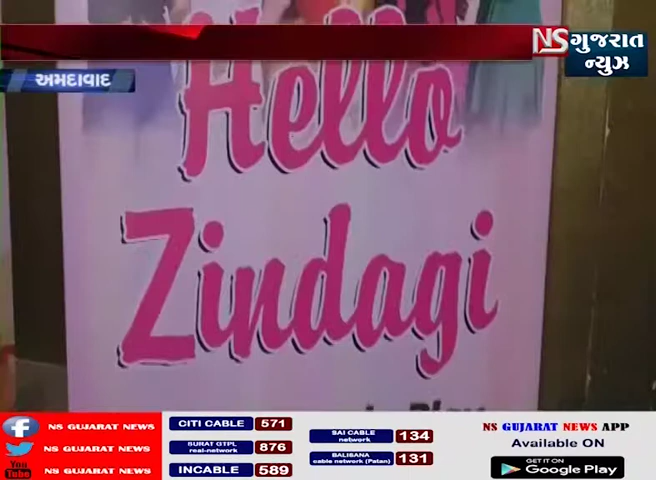 NS ગુજરાત
ન્યુઝ
અમદાવાદ
Hello
Zindagi
NS GUJARAT NEWS
NS GUJARAT NEWS
You Tube NS GUJARAT NEWS
CITI CABLE 571
SURAT GTPL real-network 876
INCABLE 589
SAI CABLE network 134
BALISANA cable network (Patan) 131
NS GUJARAT NEWS APP
Available ON
GET IT ON
Google Play